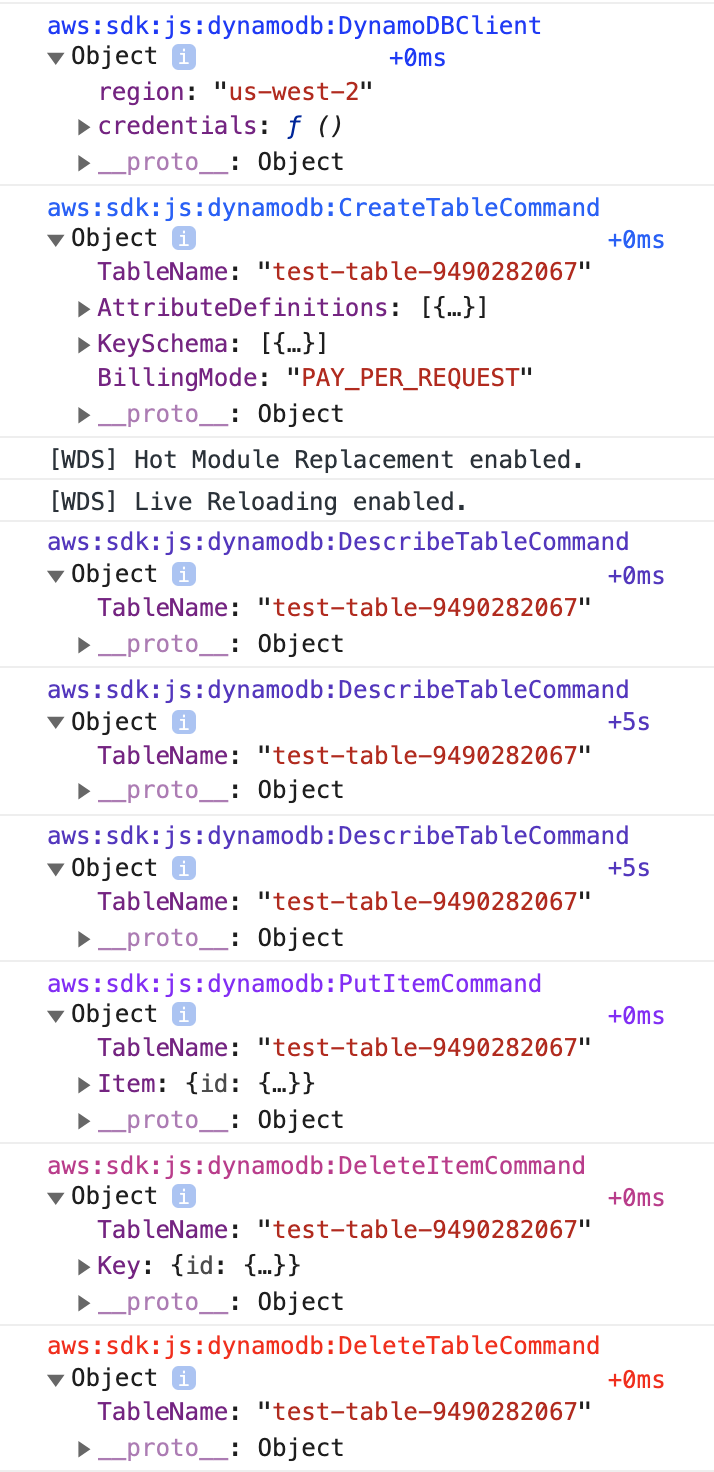 aws:sdk:js:dynamodb:DynamoDBClient
▼Object i +0ms
region: "us-west-2"
▶credentials: ƒ ()
▶__proto__: Object
aws:sdk:js:dynamodb:CreateTableCommand
▼Object i +0ms
TableName: "test-table-9490282067"
▶AttributeDefinitions: [{…}]
▶KeySchema: [{…}]
BillingMode: "PAY_PER_REQUEST"
▶__proto__: Object
[WDS] Hot Module Replacement enabled.
[WDS] Live Reloading enabled.
aws:sdk:js:dynamodb:DescribeTableCommand
▼Object i +0ms
TableName: "test-table-9490282067"
▶__proto__: Object
aws:sdk:js:dynamodb:DescribeTableCommand
▼Object i +5s
TableName: "test-table-9490282067"
▶__proto__: Object
aws:sdk:js:dynamodb:DescribeTableCommand
▼Object i +5s
TableName: "test-table-9490282067"
▶__proto__: Object
aws:sdk:js:dynamodb:PutItemCommand
▼Object i +0ms
TableName: "test-table-9490282067"
▶Item: {id: {…}}
▶__proto__: Object
aws:sdk:js:dynamodb:DeleteItemCommand
▼Object i +0ms
TableName: "test-table-9490282067"
▶Key: {id: {…}}
▶__proto__: Object
aws:sdk:js:dynamodb:DeleteTableCommand
▼Object i +0ms
TableName: "test-table-9490282067"
▶__proto__: Object